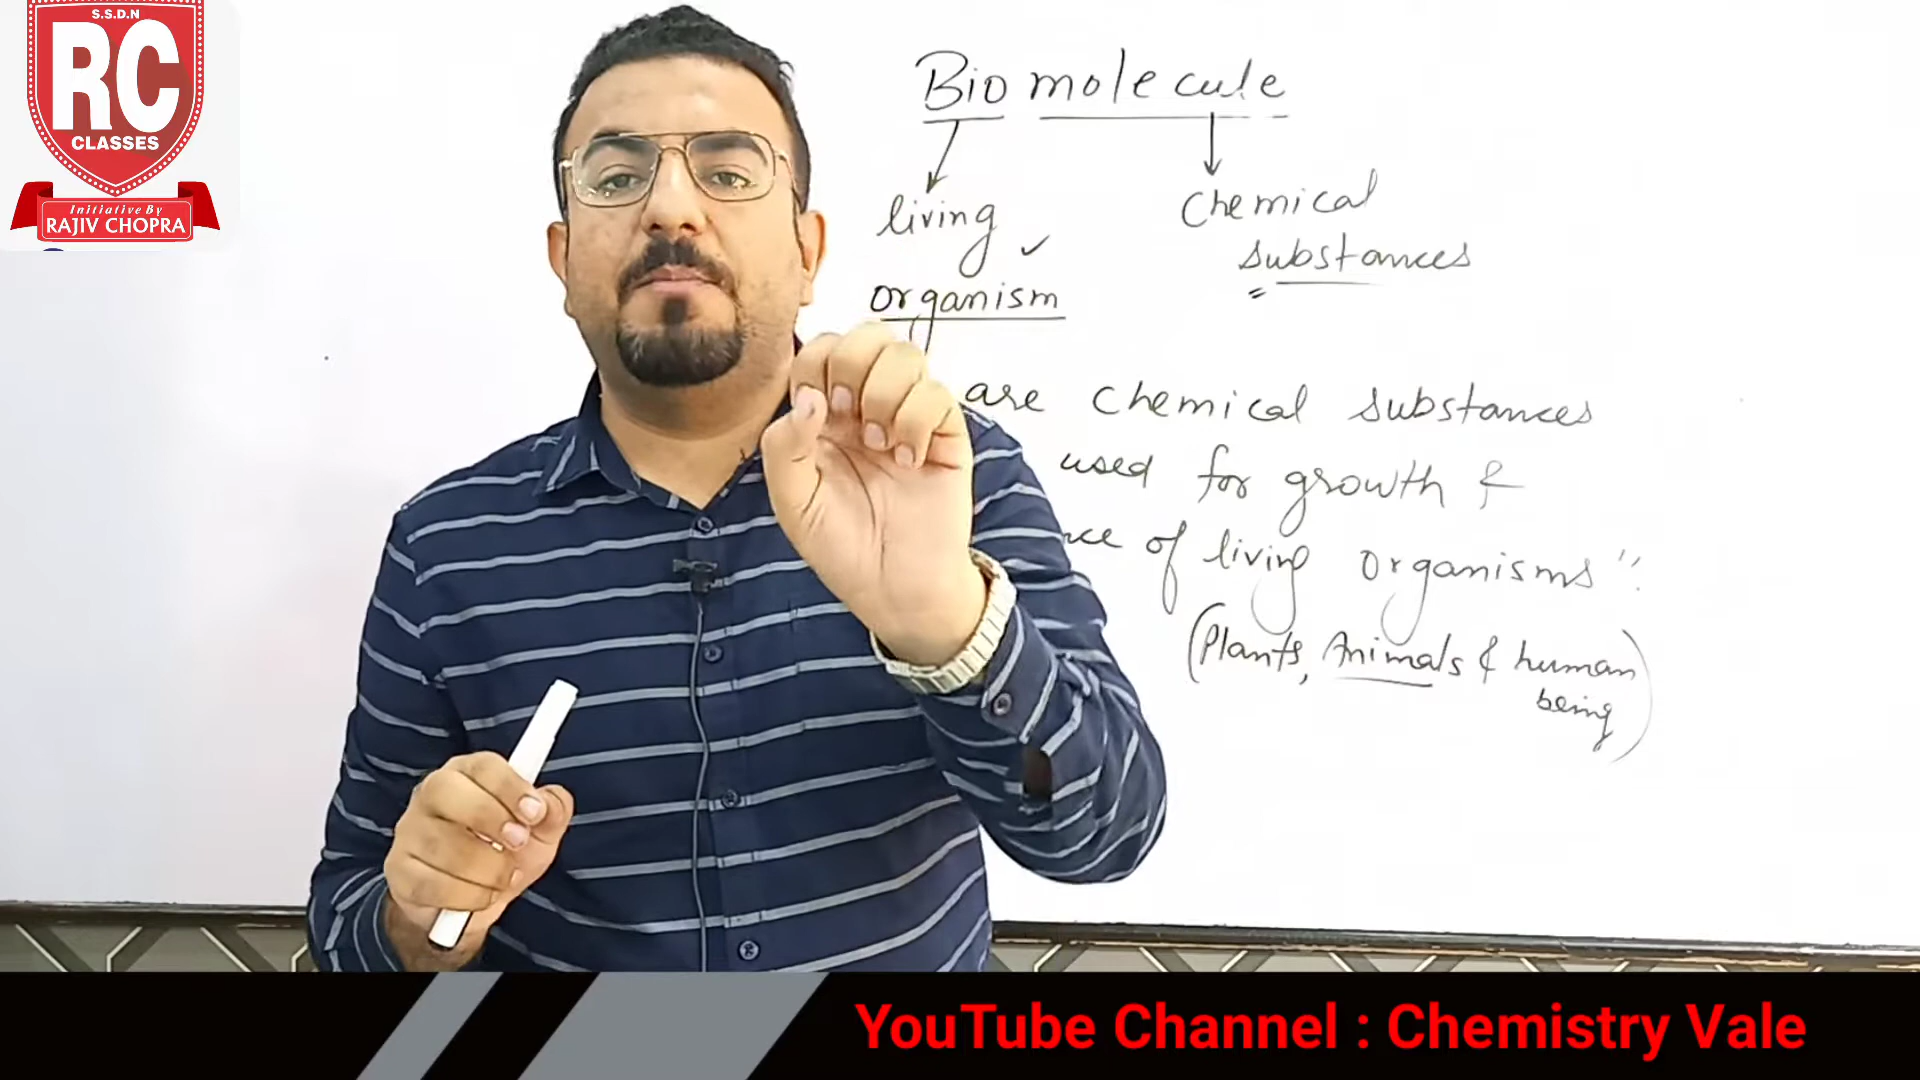 S.S.D.N
RC
CLASSES
Initiative By
RAJIV CHOPRA
Bio molecule
living
organism
Chemical
substances
are chemical substances
used for growth &
of living organisms"
(Plants, Animals & human
being)
YouTube Channel : Chemistry Vale